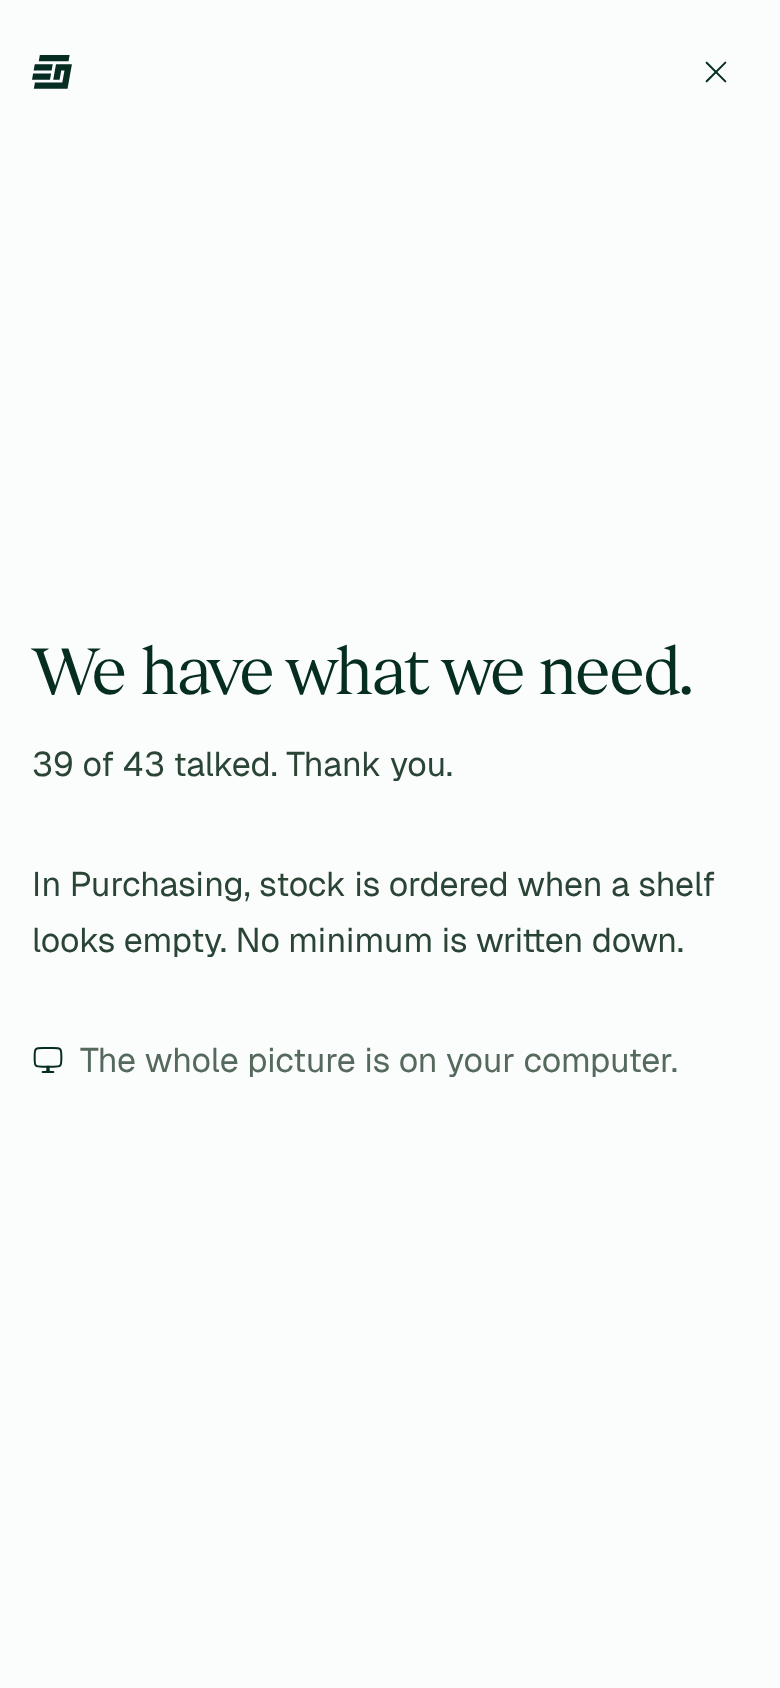 We have what we need.
39 of 43 talked. Thank you.
In Purchasing, stock is ordered when a shelf
looks empty. No minimum is written down.
The whole picture is on your computer.